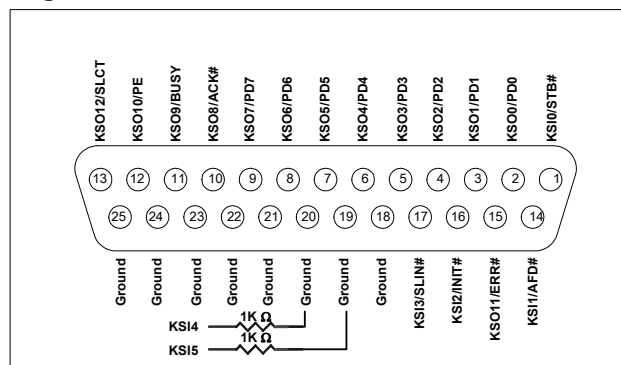 KSO12/SLCT
KSO10/PE
KSO9/BUSY
KSO8/ACK#
KSO7/PD7
KSO6/PD6
KSO5/PD5
KSO4/PD4
KSO3/PD3
KSO2/PD2
KSO1/PD1
KSO0/PD0
KSI0/STB#
13 12 11 10 9 8 7 6 5 4 3 2 1
25 24 23 22 21 20 19 18 17 16 15 14
Ground
Ground
Ground
Ground
Ground
Ground
Ground
Ground
KSI3/SLIN#
KSI2/INIT#
KSO11/ERR#
KSI1/AFD#
1K Ω
KSI4
1K Ω
KSI5